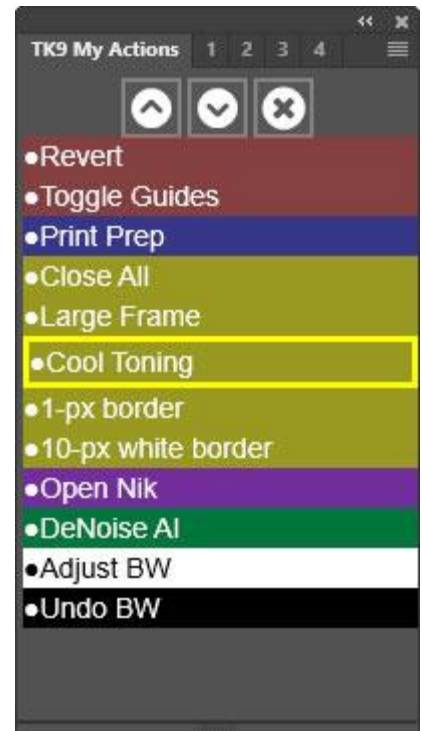 TK9 My Actions 1 2 3 4
●Revert
●Toggle Guides
●Print Prep
●Close All
●Large Frame
●Cool Toning
●1-px border
●10-px white border
●Open Nik
●DeNoise AI
●Adjust BW
●Undo BW